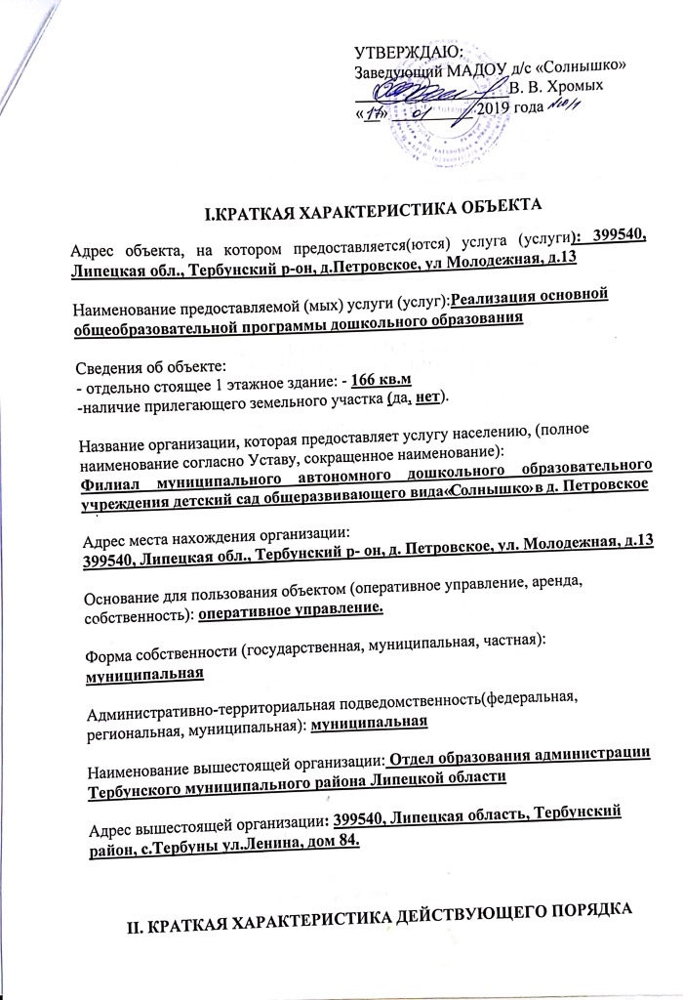 УТВЕРЖДАЮ:
Заведующий МАДОУ д/с «Солнышко»
В. В. Хромых
«17» 01 2019 года
I.КРАТКАЯ ХАРАКТЕРИСТИКА ОБЪЕКТА
Адрес объекта, на котором предоставляется(ются) услуга (услуги): 399540,
Липецкая обл., Тербунский р-он, д.Петровское, ул Молодежная, д.13
Наименование предоставляемой (мых) услуги (услуг):Реализация основной
общеобразовательной программы дошкольного образования
Сведения об объекте:
- отдельно стоящее 1 этажное здание: - 166 кв.м
-наличие прилегающего земельного участка (да, нет).
Название организации, которая предоставляет услугу населению, (полное
наименование согласно Уставу, сокращенное наименование):
Филиал муниципального автономного дошкольного образовательного
учреждения детский сад общеразвивающего вида«Солнышко»в д. Петровское
Адрес места нахождения организации:
399540, Липецкая обл., Тербунский р- он, д. Петровское, ул. Молодежная, д.13
Основание для пользования объектом (оперативное управление, аренда,
собственность): оперативное управление.
Форма собственности (государственная, муниципальная, частная):
муниципальная
Административно-территориальная подведомственность(федеральная,
региональная, муниципальная): муниципальная
Наименование вышестоящей организации: Отдел образования администрации
Тербунского муниципального района Липецкой области
Адрес вышестоящей организации: 399540, Липецкая область, Тербунский
район, с.Тербуны ул.Ленина, дом 84.
II. КРАТКАЯ ХАРАКТЕРИСТИКА ДЕЙСТВУЮЩЕГО ПОРЯДКА